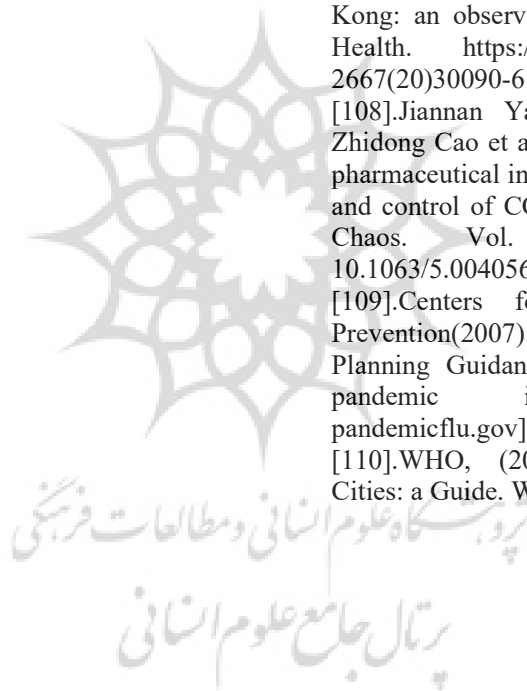 Kong: an observ
Health. https:/
2667(20)30090-6
[108].Jiannan Ya
Zhidong Cao et a
pharmaceutical in
and control of CO
Chaos. Vol.
10.1063/5.004056
[109].Centers fo
Prevention(2007)
Planning Guidan
pandemic i
pandemicflu.gov]
[110].WHO, (20
Cities: a Guide. W
پژوهشگاه علوم انسانی و مطالعات فرهنگی
پرتال جامع علوم انسانی